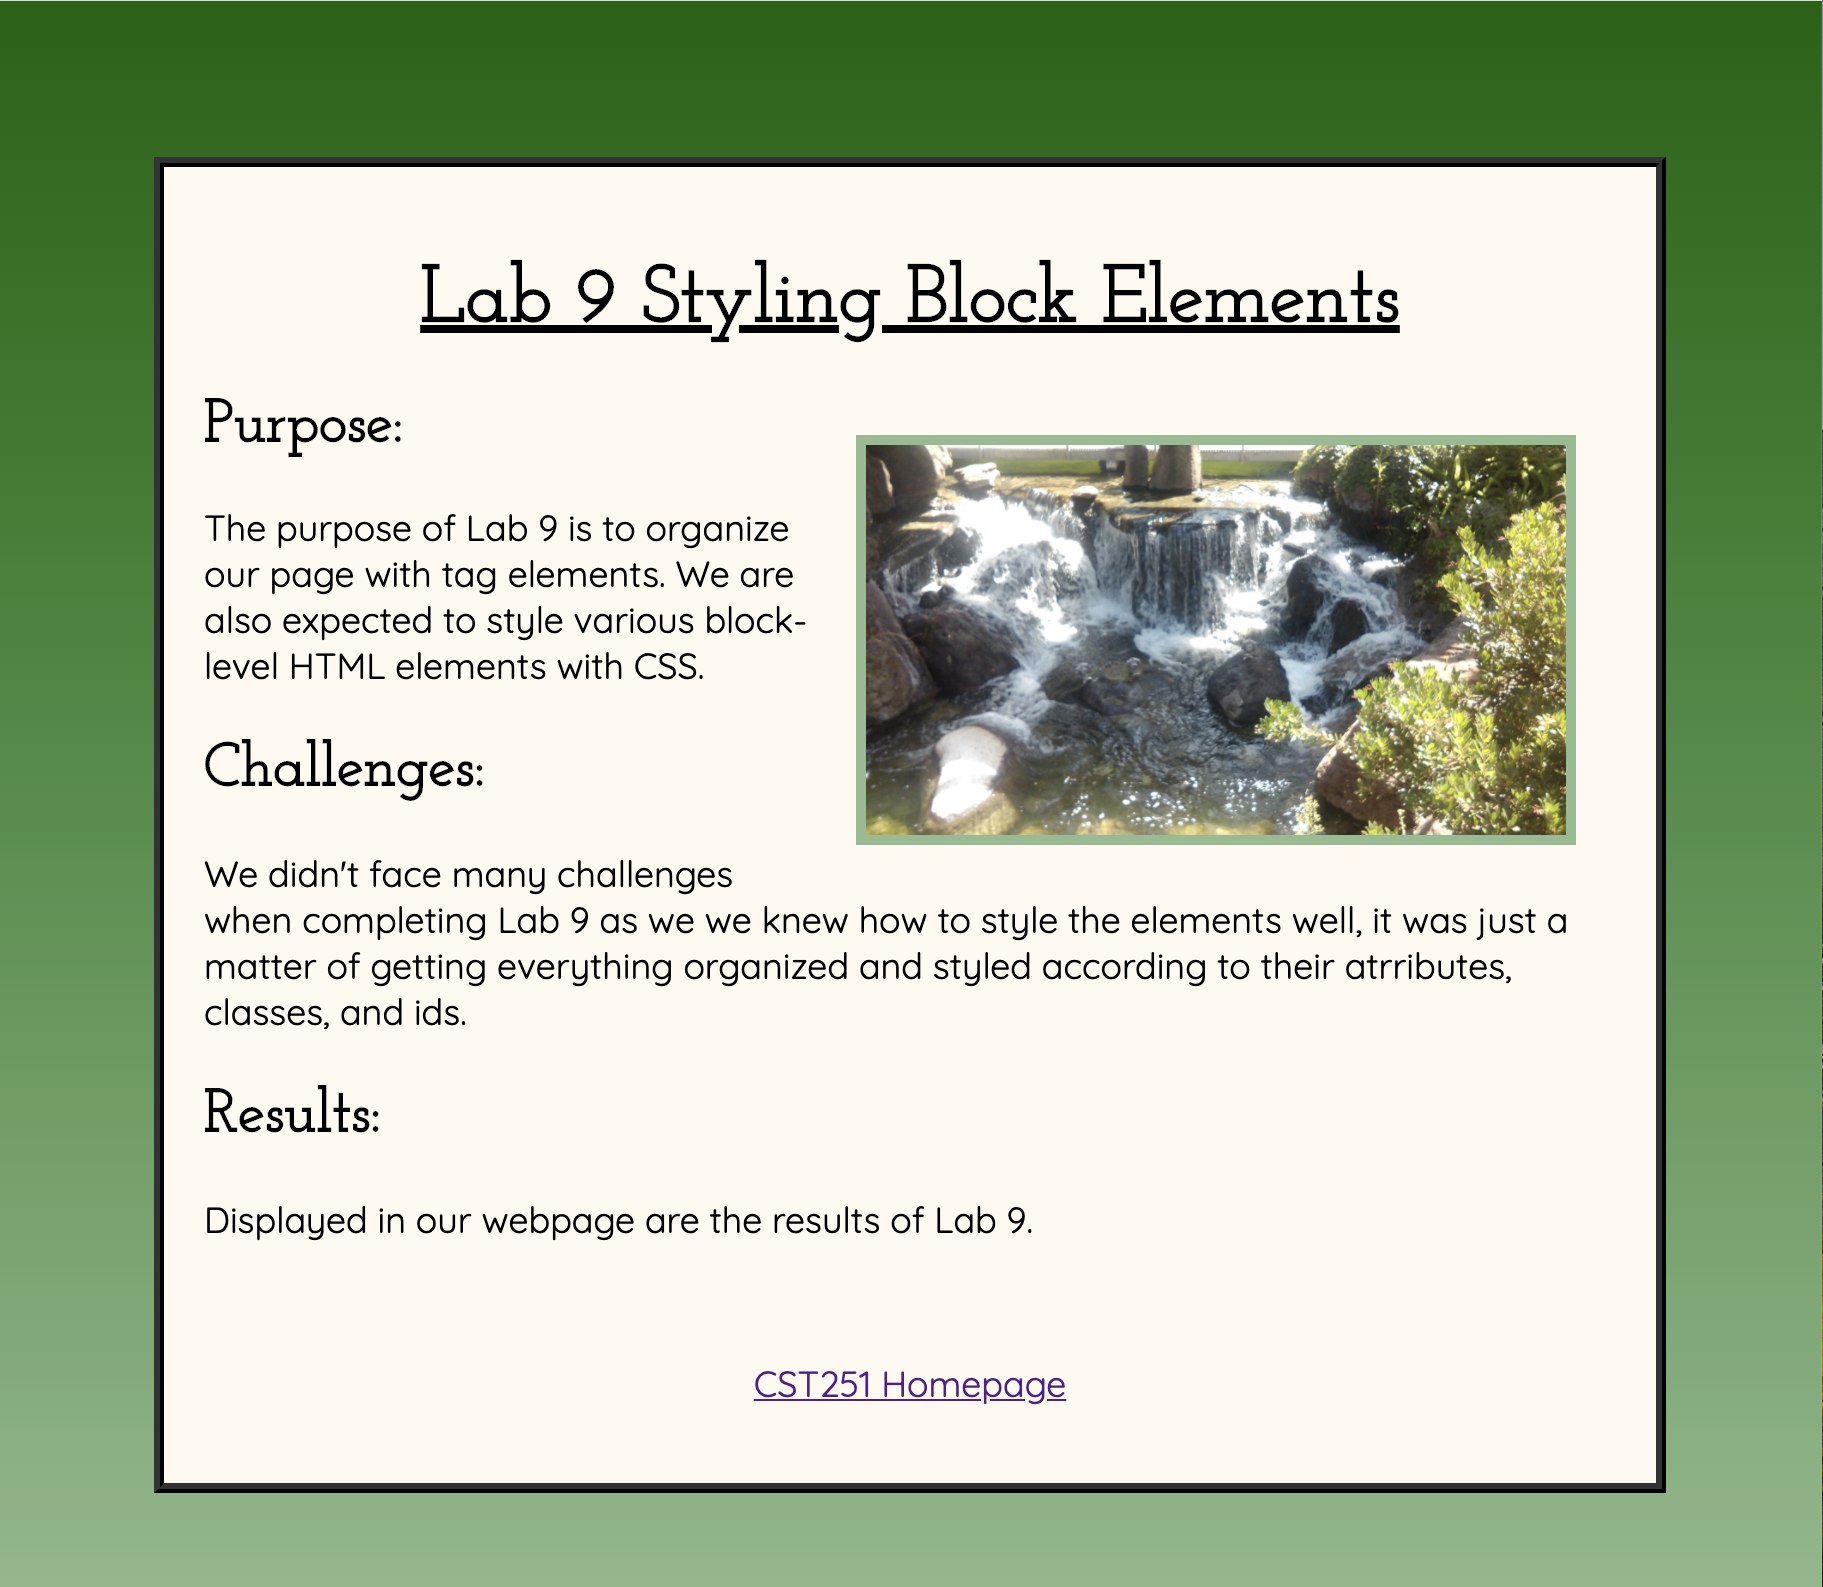 Lab 9 Styling Block Elements
Purpose:
The purpose of Lab 9 is to organize
our page with tag elements. We are
also expected to style various block-
level HTML elements with CSS.
Challenges:
We didn't face many challenges
when completing Lab 9 as we we knew how to style the elements well, it was just a
matter of getting everything organized and styled according to their atrributes,
classes, and ids.
Results:
Displayed in our webpage are the results of Lab 9.
CST251 Homepage